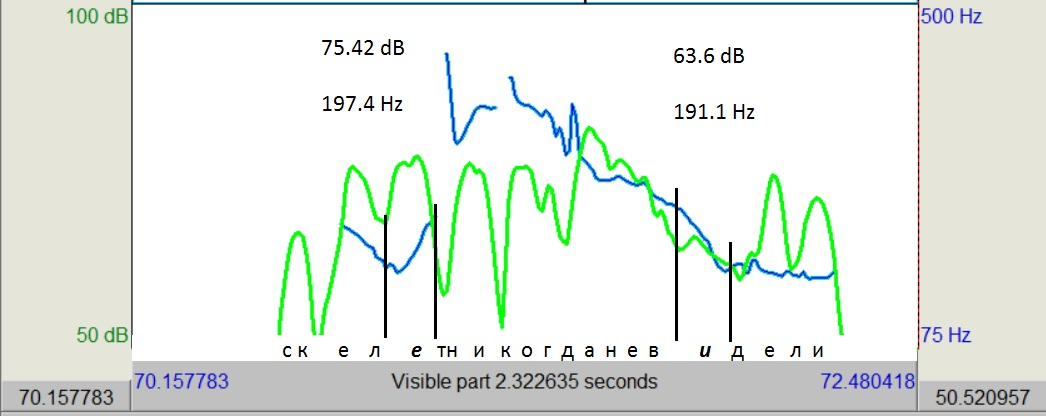 100 dB
500 Hz
75.42 dB
63.6 dB
197.4 Hz
191.1 Hz
50 dB
75 Hz
с к е л е т н и к о г д а н е в и д е л и
70.157783
Visible part 2.322635 seconds
72.480418
70.157783
50.520957